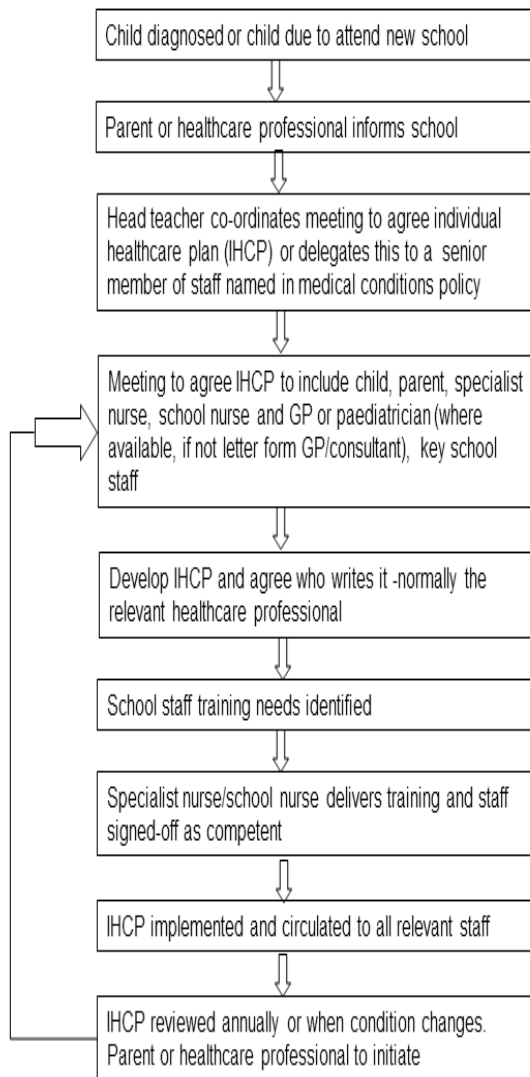 Child diagnosed or child due to attend new school
Parent or healthcare professional informs school
Head teacher co-ordinates meeting to agree individual
healthcare plan (IHCP) or delegates this to a senior
member of staff named in medical conditions policy
Meeting to agree IHCP to include child, parent, specialist
nurse, school nurse and GP or paediatrician (where
available, if not letter form GP/consultant), key school
staff
Develop IHCP and agree who writes it -normally the
relevant healthcare professional
School staff training needs identified
Specialist nurse/school nurse delivers training and staff
signed-off as competent
IHCP implemented and circulated to all relevant staff
IHCP reviewed annually or when condition changes.
Parent or healthcare professional to initiate